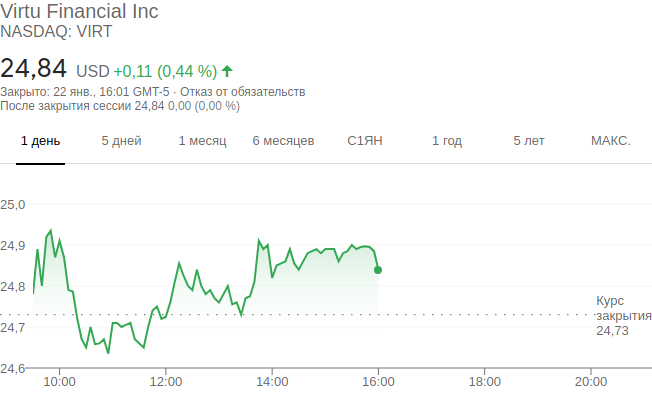 Virtu Financial Inc
NASDAQ: VIRT
24,84 USD +0,11 (0,44 %)
Закрыто: 22 янв., 16:01 GMT-5 · Отказ от обязательств
После закрытия сессии 24,84 0,00 (0,00 %)
1 день 5 дней 1 месяц 6 месяцев С1ЯН 1 год 5 лет МАКС.
25,0
24,9
24,8
24,7
24,6
Курс
закрытия
24,73
10:00 12:00 14:00 16:00 18:00 20:00